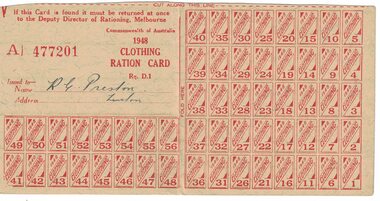 CUT ALONG THIS LINE
If this Card is found it must be returned at once
to the Deputy Director of Rationing, Melbourne
Commonwealth of Australia
A 477201
1948
CLOTHING
RATION CARD
Rg. D.1
Issued to—
Name R G Preston
Address Linton
40 35 30 25 20 15 10 5
39 34 29 24 19 14 9 4
38 33 28 23 18 13 8 3
37 32 27 22 17 12 7 2
36 31 26 21 16 11 6 1
49 50 51 52 53 54 55 56
41 42 43 44 45 46 47 48